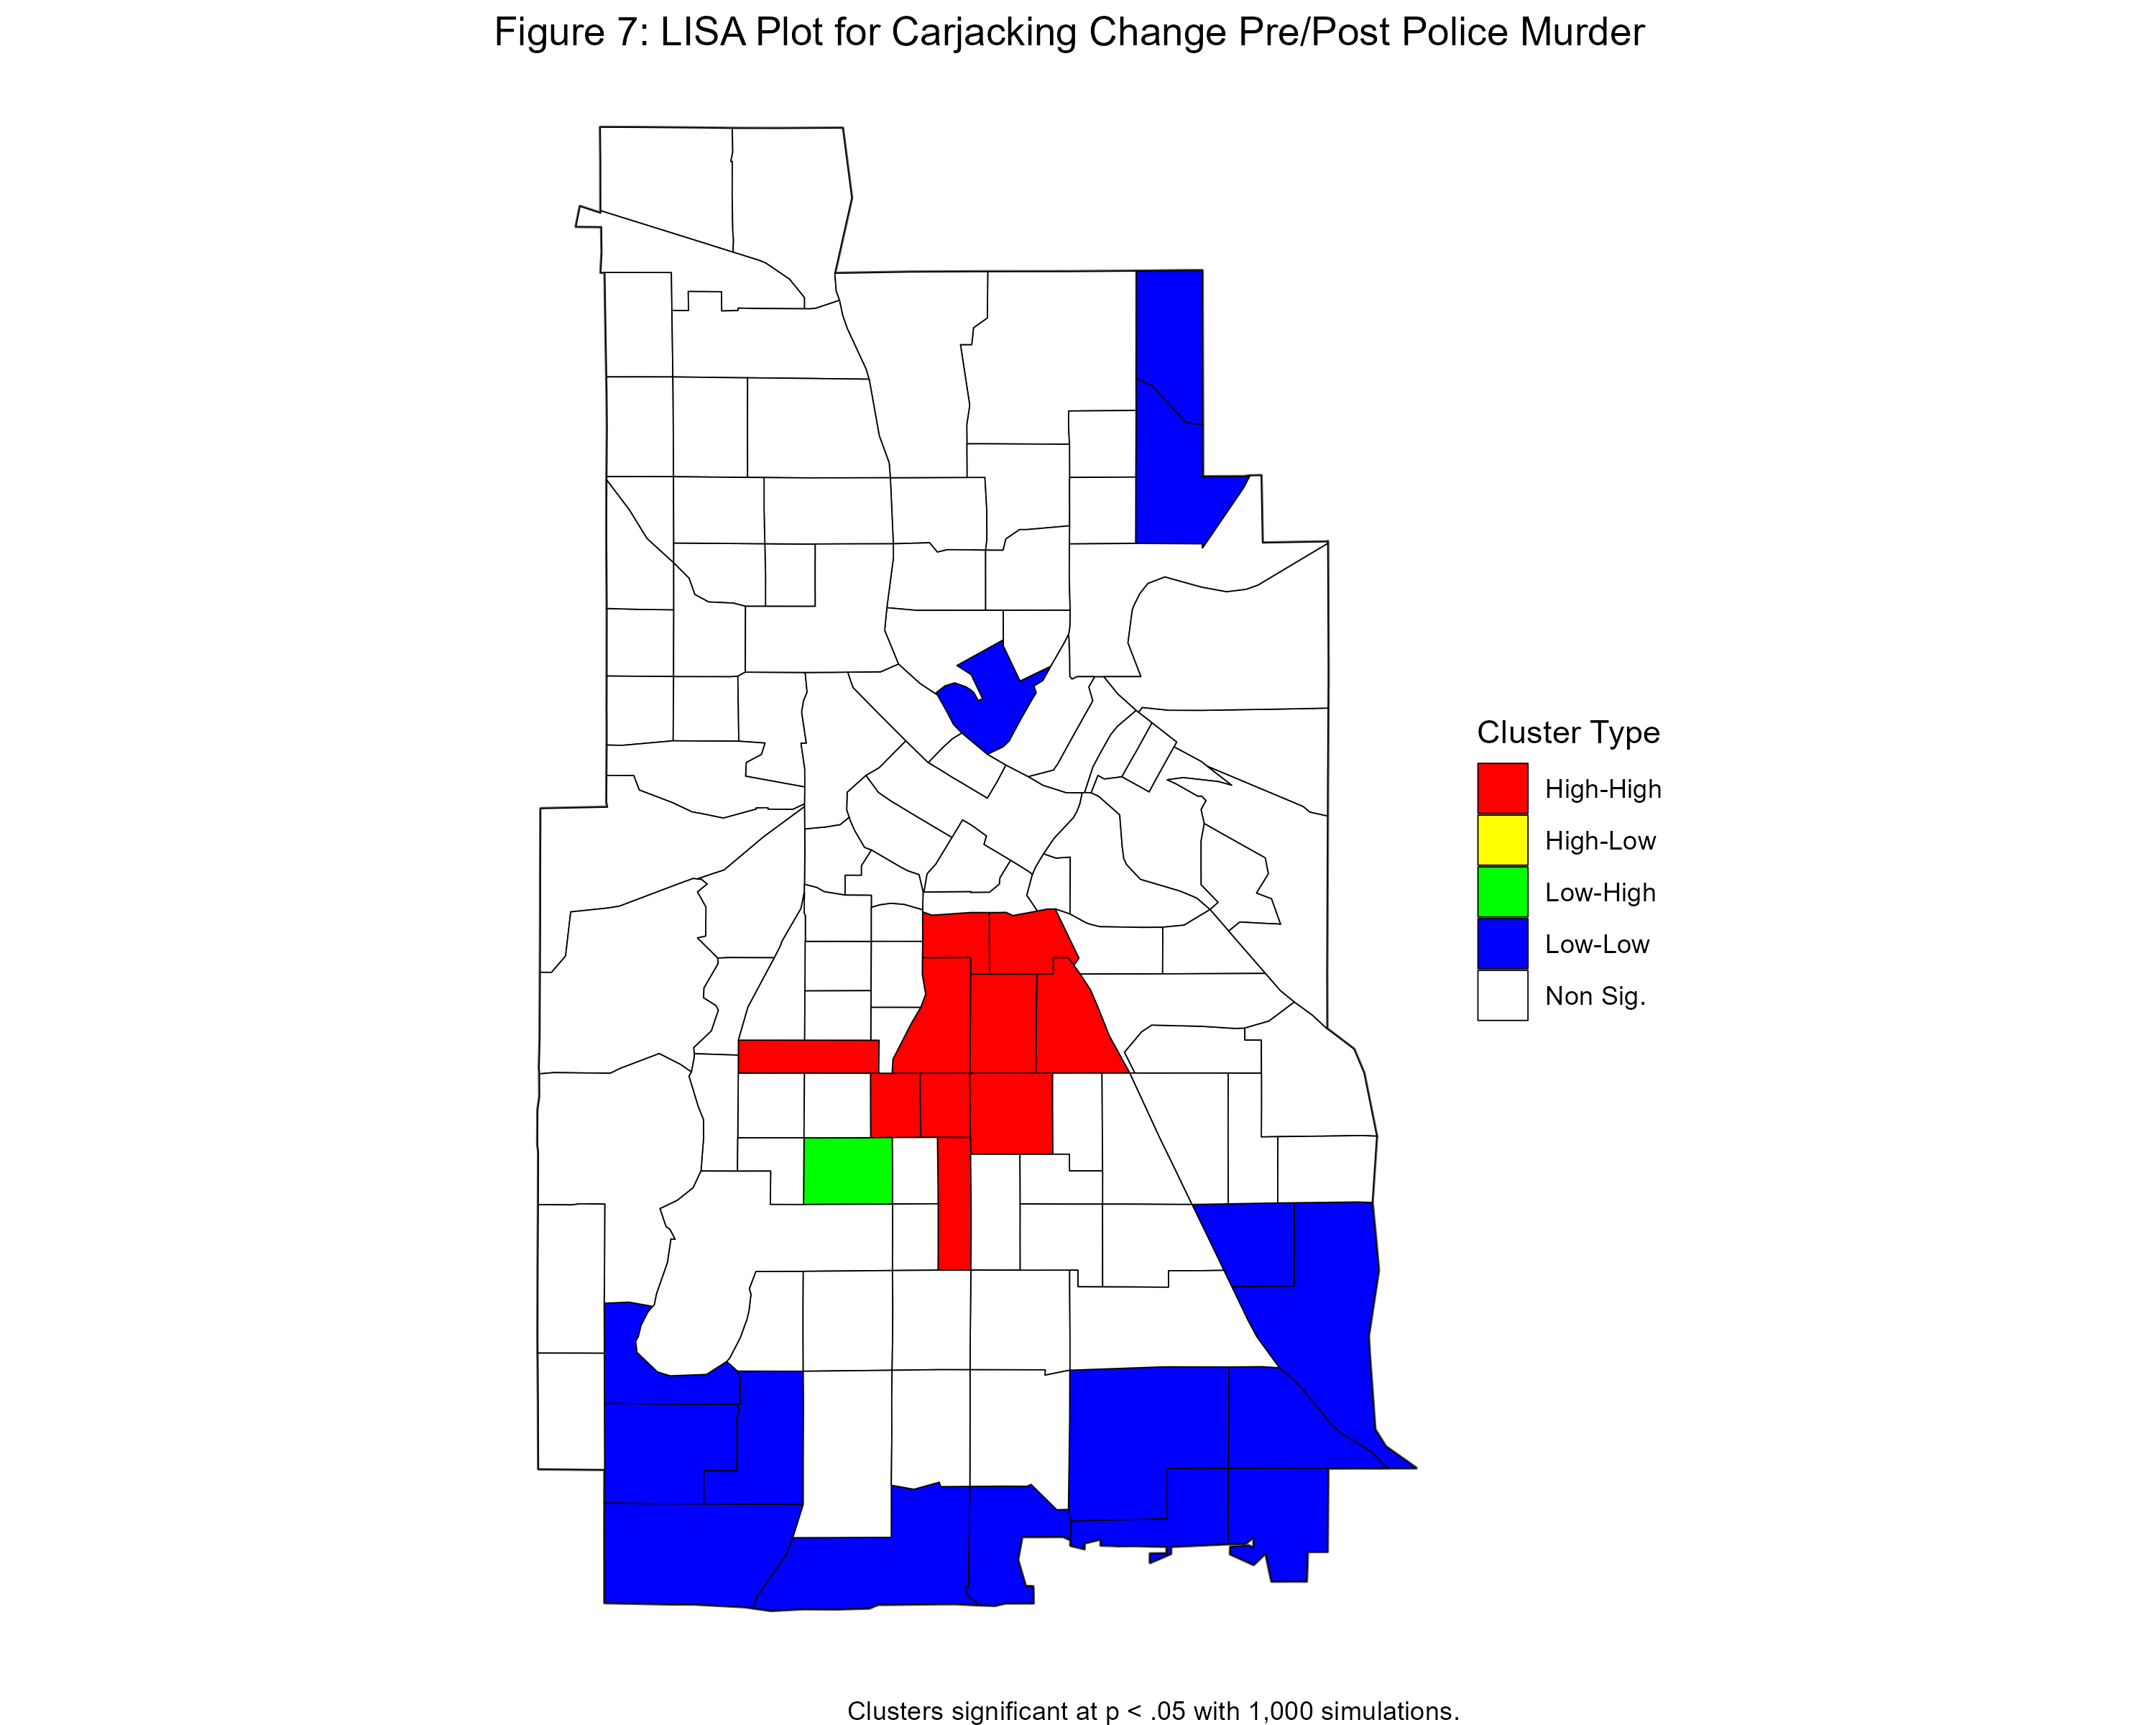 Figure 7: LISA Plot for Carjacking Change Pre/Post Police Murder
Cluster Type
High-High
High-Low
Low-High
Low-Low
Non Sig.
Clusters significant at p < .05 with 1,000 simulations.